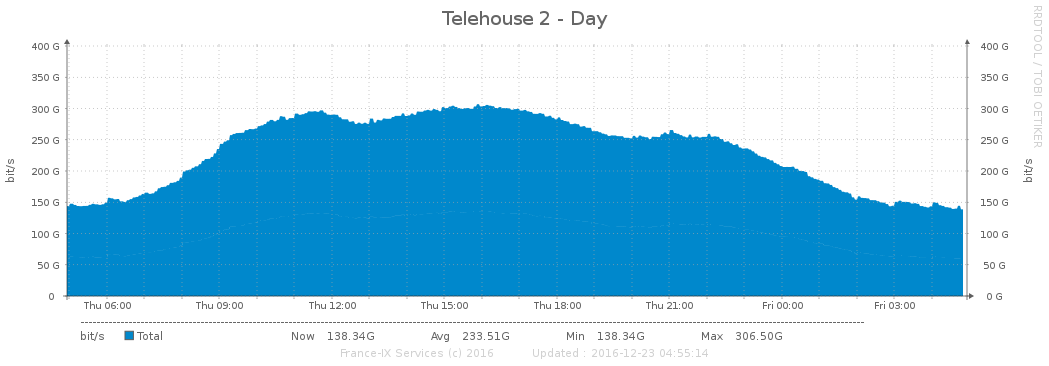 Telehouse 2 - Day
RRDTOOL / TOBI OETIKER
400 G 400 G
350 G 350 G
300 G 300 G
250 G 250 G
200 G 200 G
150 G 150 G
100 G 100 G
50 G 50 G
0 0 G
bit/s bit/s
Thu 06:00 Thu 09:00 Thu 12:00 Thu 15:00 Thu 18:00 Thu 21:00 Fri 00:00 Fri 03:00
bit/s Total Now 138.34G Avg 233.51G Min 138.34G Max 306.50G
France-IX Services (c) 2016 Updated : 2016-12-23 04:55:14